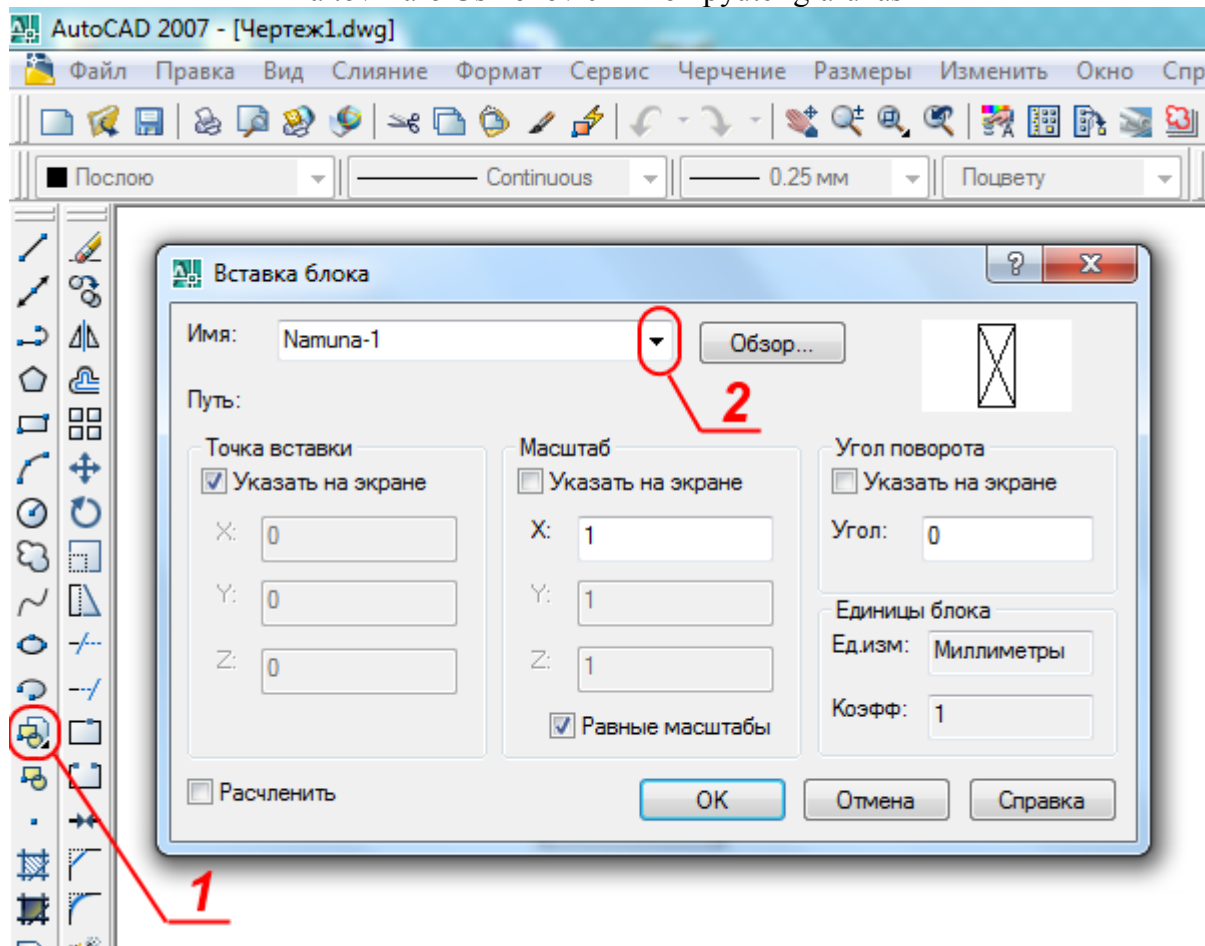 AutoCAD 2007 - [Чертеж1.dwg]
Файл Правка Вид Слияние Формат Сервис Черчение Размеры Изменить Окно Спр
Послою Continuous 0.25 мм Поцвету
Вставка блока
Имя: Namuna-1 Обзор...
2
Путь:
Точка вставки Масштаб Угол поворота
Указать на экране Указать на экране Указать на экране
X: 0 X: 1 Угол: 0
Y: 0 Y: 1 Единицы блока
Z: 0 Z: 1 Ед.изм: Миллиметры
Равные масштабы Коэфф: 1
Расчленить OK Отмена Справка
1